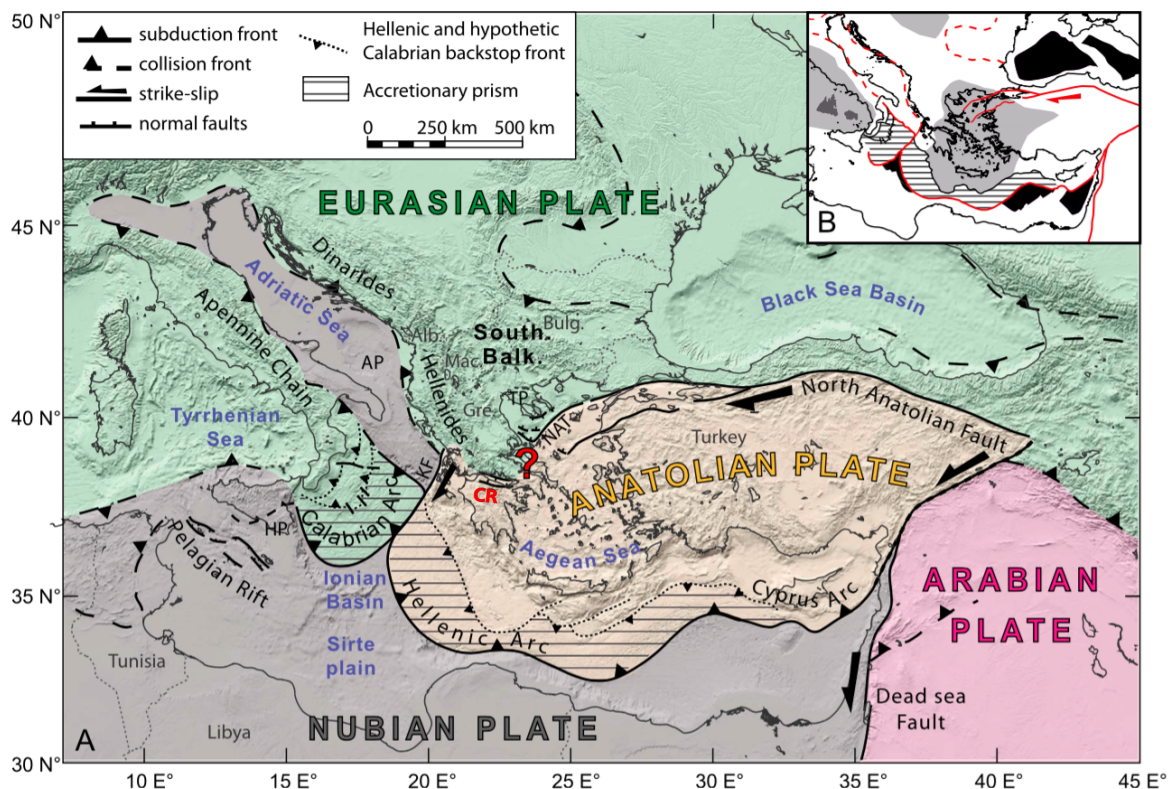 50 N°
45 N°
40 N°
35 N°
30 N°
subduction front
collision front
strike-slip
normal faults
Hellenic and hypothetic
Calabrian backstop front
Accretionary prism
0 250 km 500 km
B
EURASIAN PLATE
Dinarides
Adriatic Sea
Apennine Chain
Black Sea Basin
Alb.
South.
Balk.
Bulg.
Mac.
AP
Hellenides
TP
Gre.
NAT
North Anatolian Fault
Tyrrhenian
Sea
Turkey
ANATOLIAN PLATE
?
CR
KF
I.H
HP
Calabrian Arc
Pelagian Rift
Aegean Sea
Ionian
Basin
Hellenic Arc
Cyprus Arc
ARABIAN
PLATE
Sirte
plain
Tunisia
Dead sea
Fault
NUBIAN PLATE
Libya
A
10 E° 15 E° 20 E° 25 E° 30 E° 35 E° 40 E° 45 E°